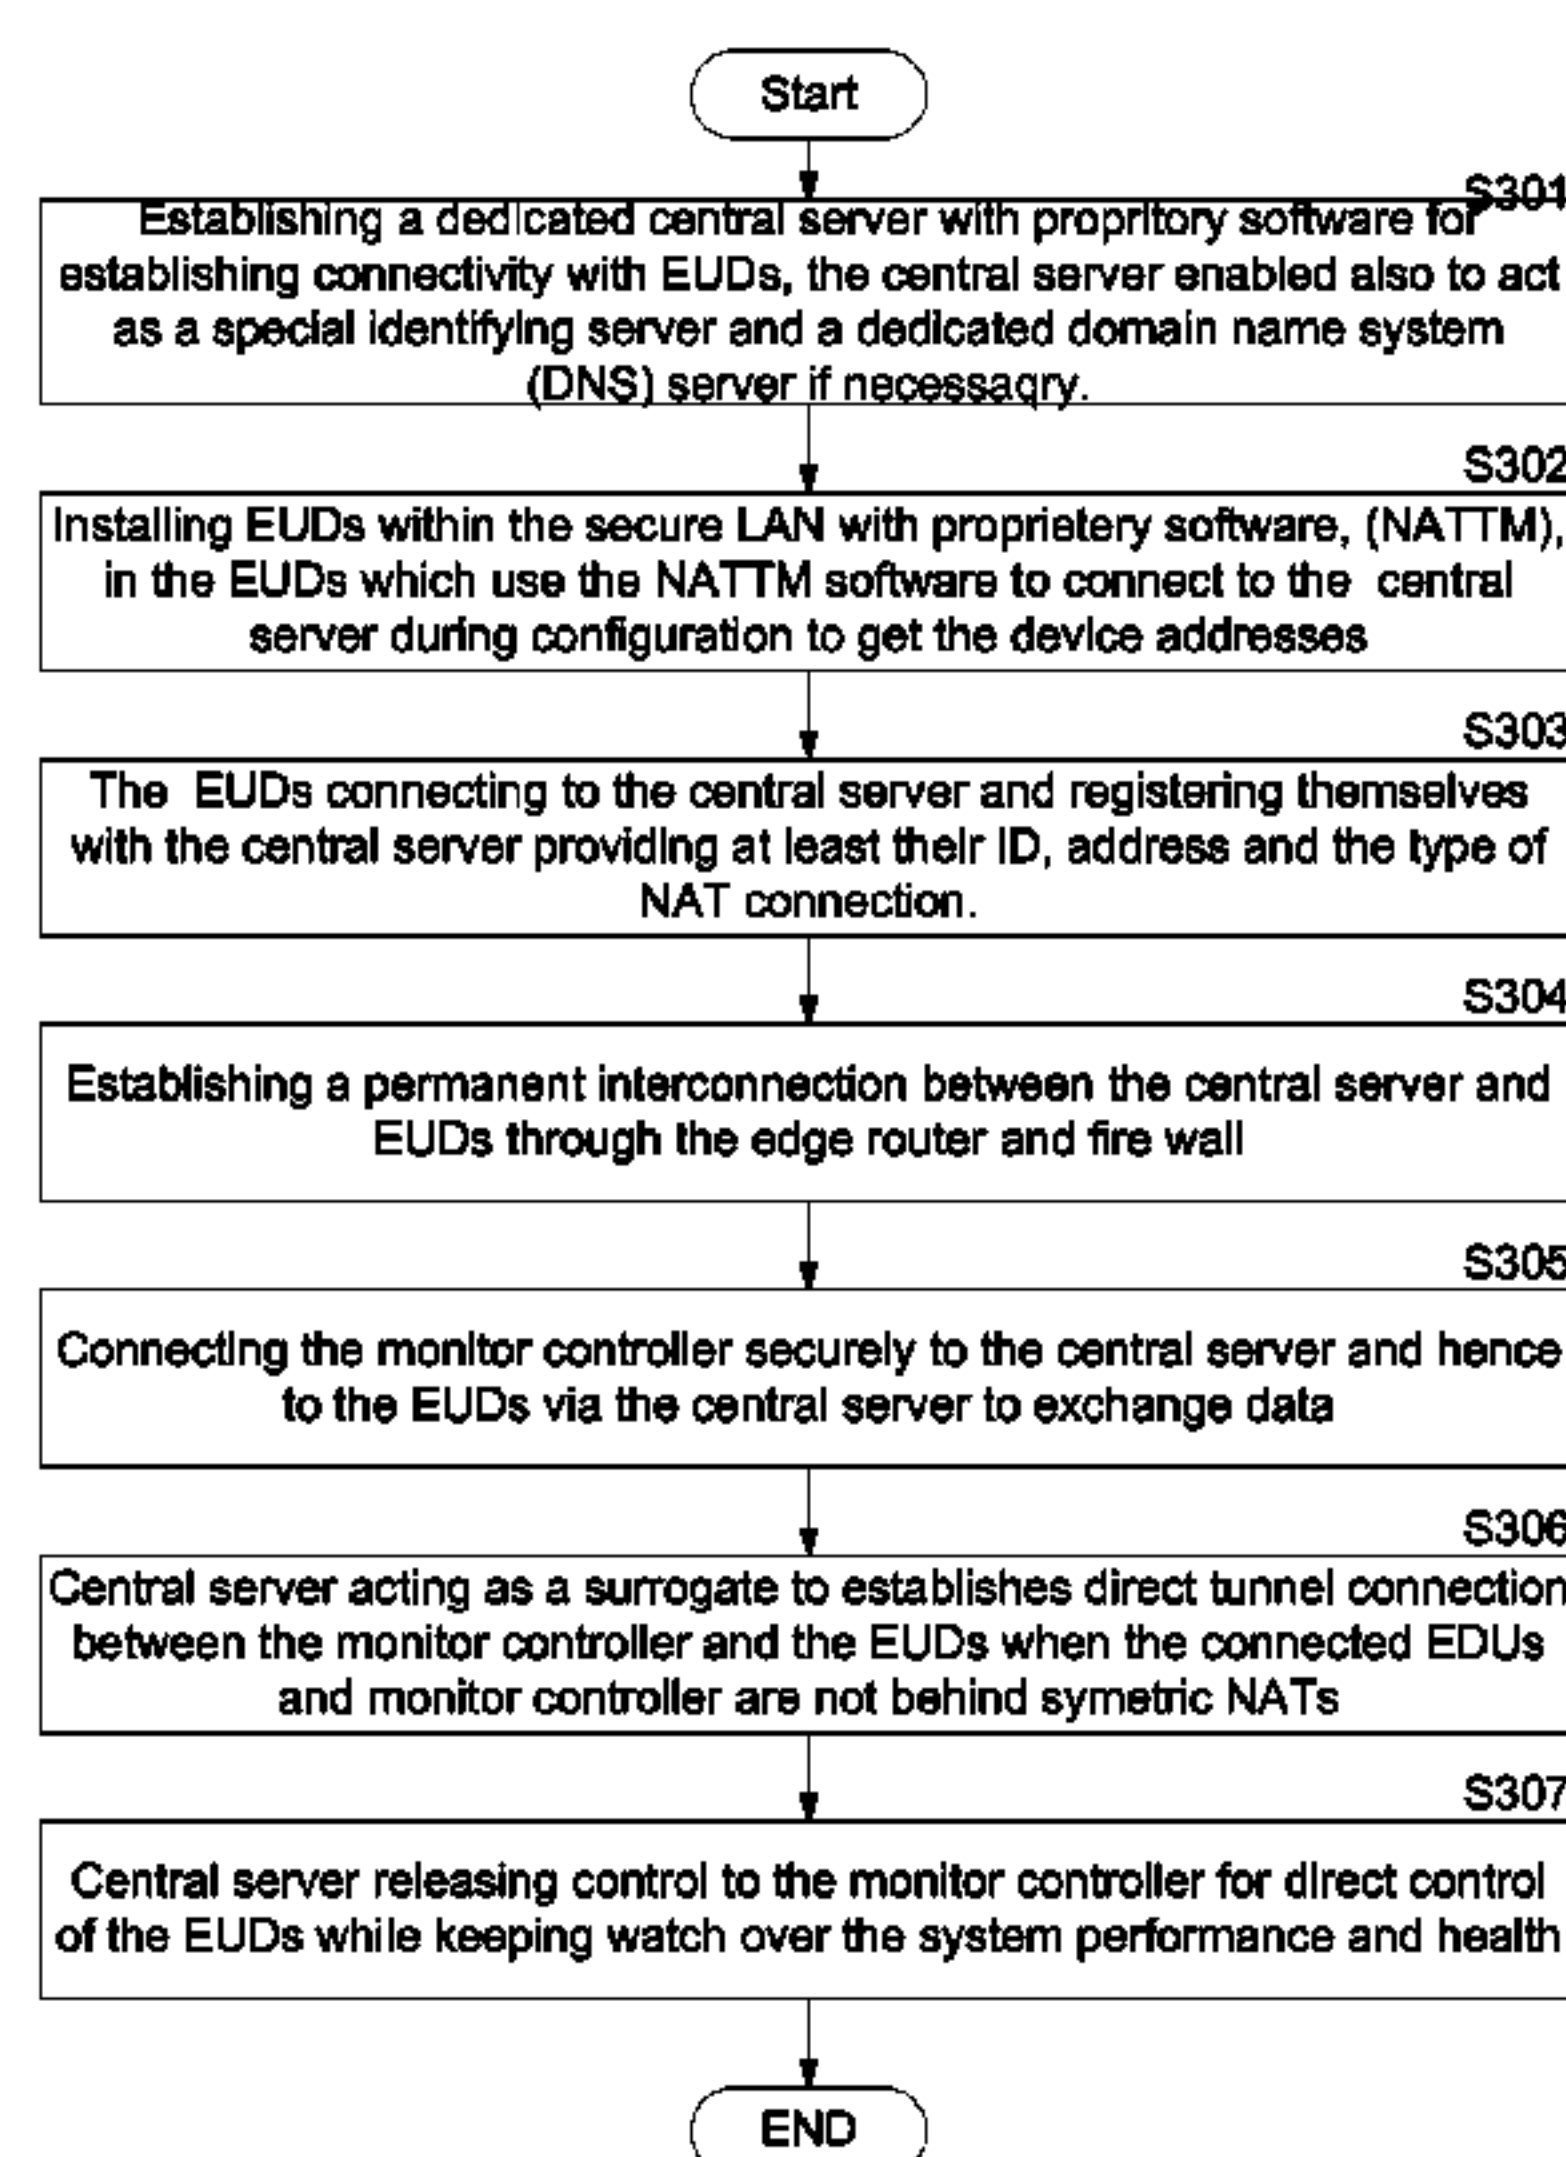 Start
S301
Establishing a dedicated central server with propritory software for
establishing connectivity with EUDs, the central server enabled also to act
as a special identifying server and a dedicated domain name system
(DNS) server if necessaqry.
S302
Installing EUDs within the secure LAN with proprietery software, (NATTM),
in the EUDs which use the NATTM software to connect to the central
server during configuration to get the device addresses
S303
The EUDs connecting to the central server and registering themselves
with the central server providing at least their ID, address and the type of
NAT connection.
S304
Establishing a permanent interconnection between the central server and
EUDs through the edge router and fire wall
S305
Connecting the monitor controller securely to the central server and hence
to the EUDs via the central server to exchange data
S306
Central server acting as a surrogate to establishes direct tunnel connection
between the monitor controller and the EUDs when the connected EDUs
and monitor controller are not behind symetric NATs
S307
Central server releasing control to the monitor controller for direct control
of the EUDs while keeping watch over the system performance and health
END